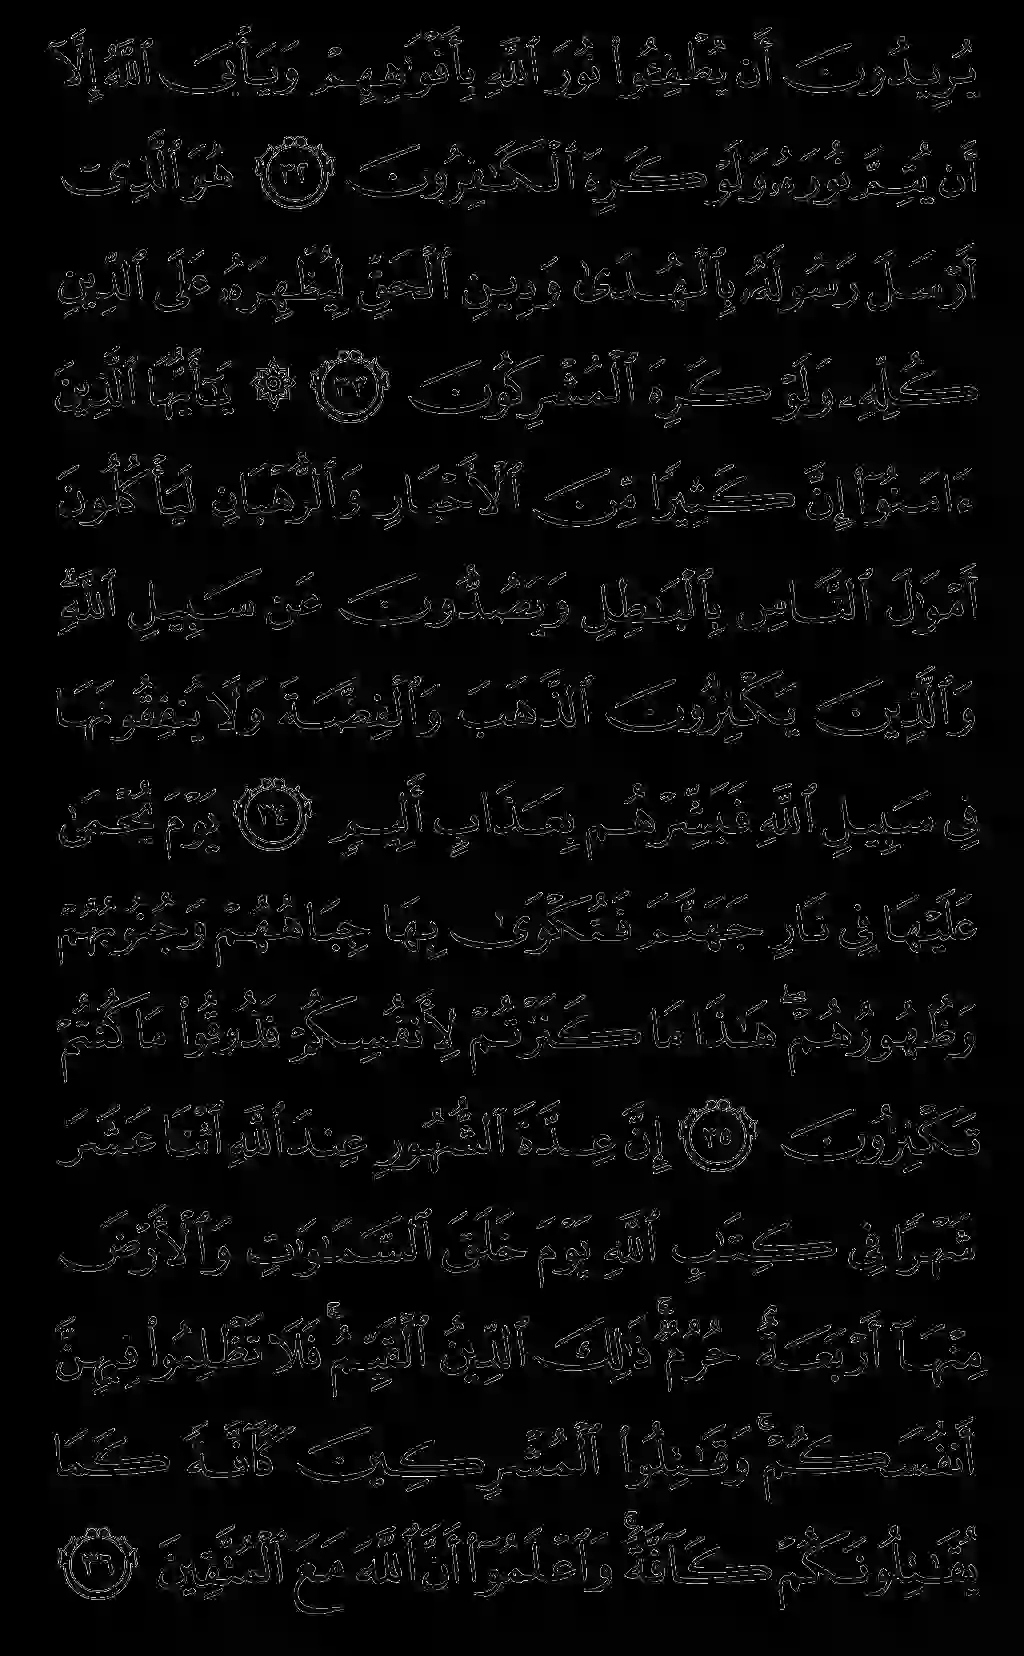 يُرِيدُونَ أَن يُطْفِـُٔوا۟ نُورَ ٱللَّهِ بِأَفْوَٰهِهِمْ وَيَأْبَى ٱللَّهُ إِلَّآ
أَن يُتِمَّ نُورَهُۥ وَلَوْ كَرِهَ ٱلْكَـٰفِرُونَ ٣٢ هُوَ ٱلَّذِىٓ
أَرْسَلَ رَسُولَهُۥ بِٱلْهُدَىٰ وَدِينِ ٱلْحَقِّ لِيُظْهِرَهُۥ عَلَى ٱلدِّينِ
كُلِّهِۦ وَلَوْ كَرِهَ ٱلْمُشْرِكُونَ ٣٣ ۞ يَـٰٓأَيُّهَا ٱلَّذِينَ
ءَامَنُوٓا۟ إِنَّ كَثِيرًا مِّنَ ٱلْأَحْبَارِ وَٱلرُّهْبَانِ لَيَأْكُلُونَ
أَمْوَٰلَ ٱلنَّاسِ بِٱلْبَـٰطِلِ وَيَصُدُّونَ عَن سَبِيلِ ٱللَّهِ ۗ
وَٱلَّذِينَ يَكْنِزُونَ ٱلذَّهَبَ وَٱلْفِضَّةَ وَلَا يُنفِقُونَهَا
فِى سَبِيلِ ٱللَّهِ فَبَشِّرْهُم بِعَذَابٍ أَلِيمٍ ٣٤ يَوْمَ يُحْمَىٰ
عَلَيْهَا فِى نَارِ جَهَنَّمَ فَتُكْوَىٰ بِهَا جِبَاهُهُمْ وَجُنُوبُهُمْ
وَظُهُورُهُمْ ۖ هَـٰذَا مَا كَنَزْتُمْ لِأَنفُسِكُمْ فَذُوقُوا۟ مَا كُنتُمْ
تَكْنِزُونَ ٣٥ إِنَّ عِدَّةَ ٱلشُّهُورِ عِندَ ٱللَّهِ ٱثْنَا عَشَرَ
شَهْرًا فِى كِتَـٰبِ ٱللَّهِ يَوْمَ خَلَقَ ٱلسَّمَـٰوَٰتِ وَٱلْأَرْضَ
مِنْهَآ أَرْبَعَةٌ حُرُمٌ ۚ ذَٰلِكَ ٱلدِّينُ ٱلْقَيِّمُ ۚ فَلَا تَظْلِمُوا۟ فِيهِنَّ
أَنفُسَكُمْ ۚ وَقَـٰتِلُوا۟ ٱلْمُشْرِكِينَ كَآفَّةً كَمَا
يُقَـٰتِلُونَكُمْ كَآفَّةً ۚ وَٱعْلَمُوٓا۟ أَنَّ ٱللَّهَ مَعَ ٱلْمُتَّقِينَ ٣٦